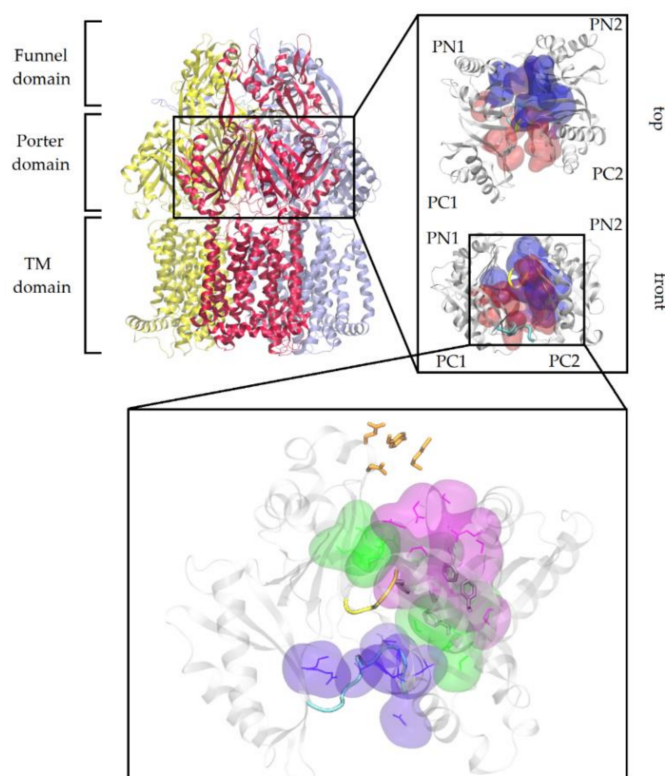 Funnel
domain
Porter
domain
TM
domain
PN2
PN1
top
PC2
PC1
PN1
PN2
front
PC1
PC2